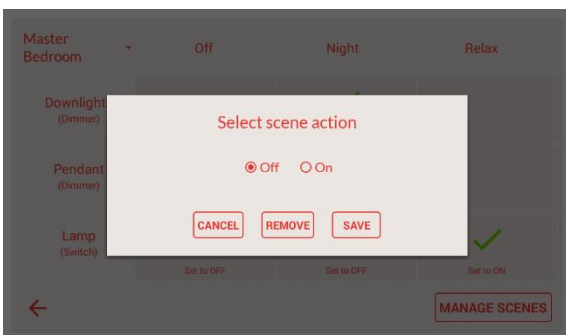 Master
Bedroom
Off
Night
Relax
Downlight
(Dimmer)
Select scene action
Off
On
Pendant
(Dimmer)
CANCEL
REMOVE
SAVE
Lamp
(Switch)
Set to OFF
Set to OFF
Set to ON
MANAGE SCENES